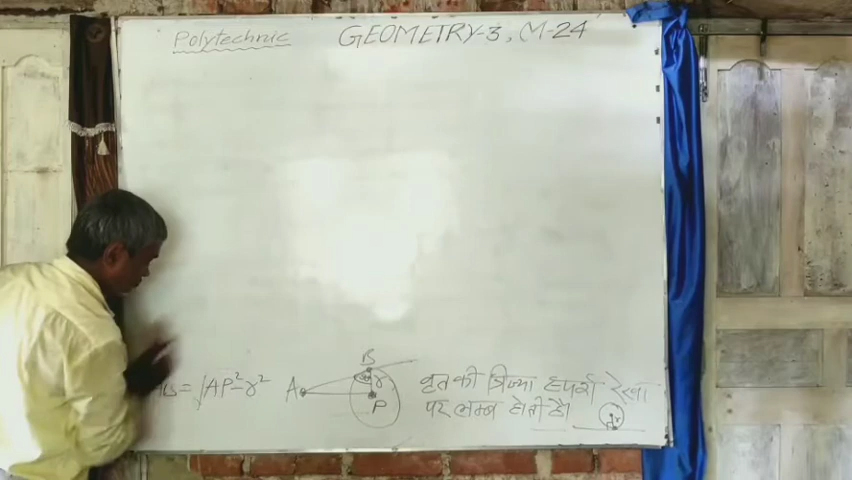 Polytechnic
GEOMETRY-3, M-24
B
AB = √AP²-r²
A
r
P
वृत की त्रिज्या स्पर्श रेखा
पर लम्ब होती है।
r